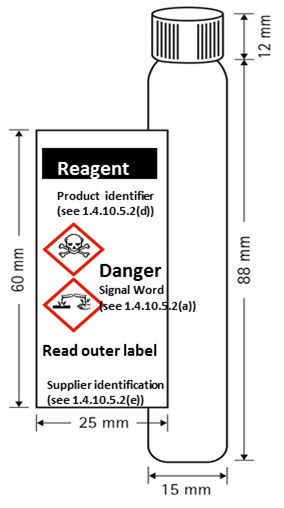 12 mm
Reagent
Product identifier
(see 1.4.10.5.2(d))
Danger
Signal Word
(see 1.4.10.5.2(a))
Read outer label
Supplier identification
(see 1.4.10.5.2(e))
60 mm
88 mm
25 mm
15 mm